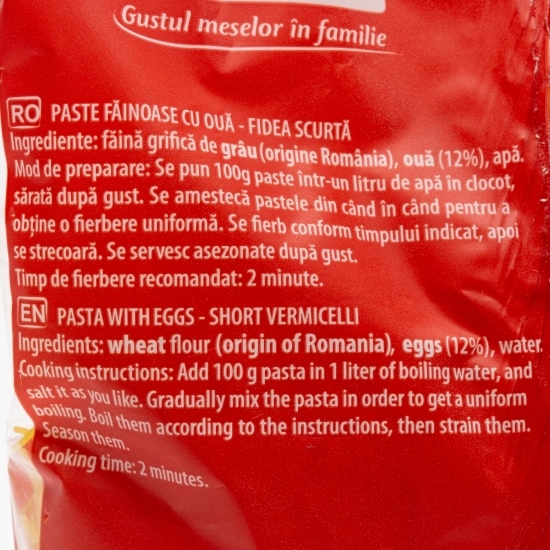 Gustul meselor în familie
RO PASTE FĂINOASE CU OUĂ - FIDEA SCURTĂ
Ingrediente: făină grifică de grâu (origine România), ouă (12%), apă.
Mod de preparare: Se pun 100g paste într-un litru de apă în clocot,
sărată după gust. Se amestecă pastele din când în când pentru a
obține o fierbere uniformă. Se fierb conform timpului indicat, apoi
se strecoară. Se servesc asezonate după gust.
Timp de fierbere recomandat: 2 minute.
EN PASTA WITH EGGS - SHORT VERMICELLI
Ingredients: wheat flour (origin of Romania), eggs (12%), water.
Cooking instructions: Add 100 g pasta in 1 liter of boiling water, and
salt it as you like. Gradually mix the pasta in order to get a uniform
boiling. Boil them according to the instructions, then strain them.
Season them.
Cooking time: 2 minutes.